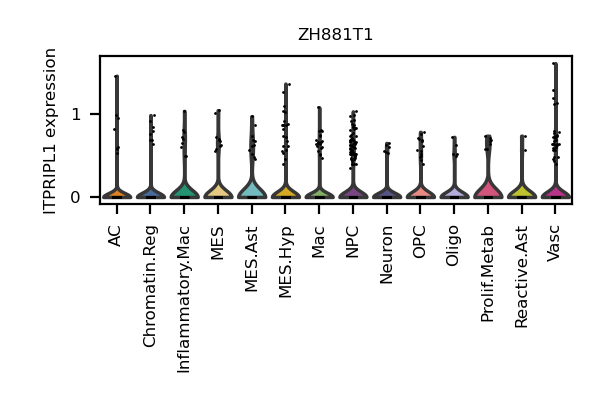 ZH881T1
ITPRIPL1 expression
1
0
AC
Chromatin.Reg
Inflammatory.Mac
MES
MES.Ast
MES.Hyp
Mac
NPC
Neuron
OPC
Oligo
Prolif.Metab
Reactive.Ast
Vasc